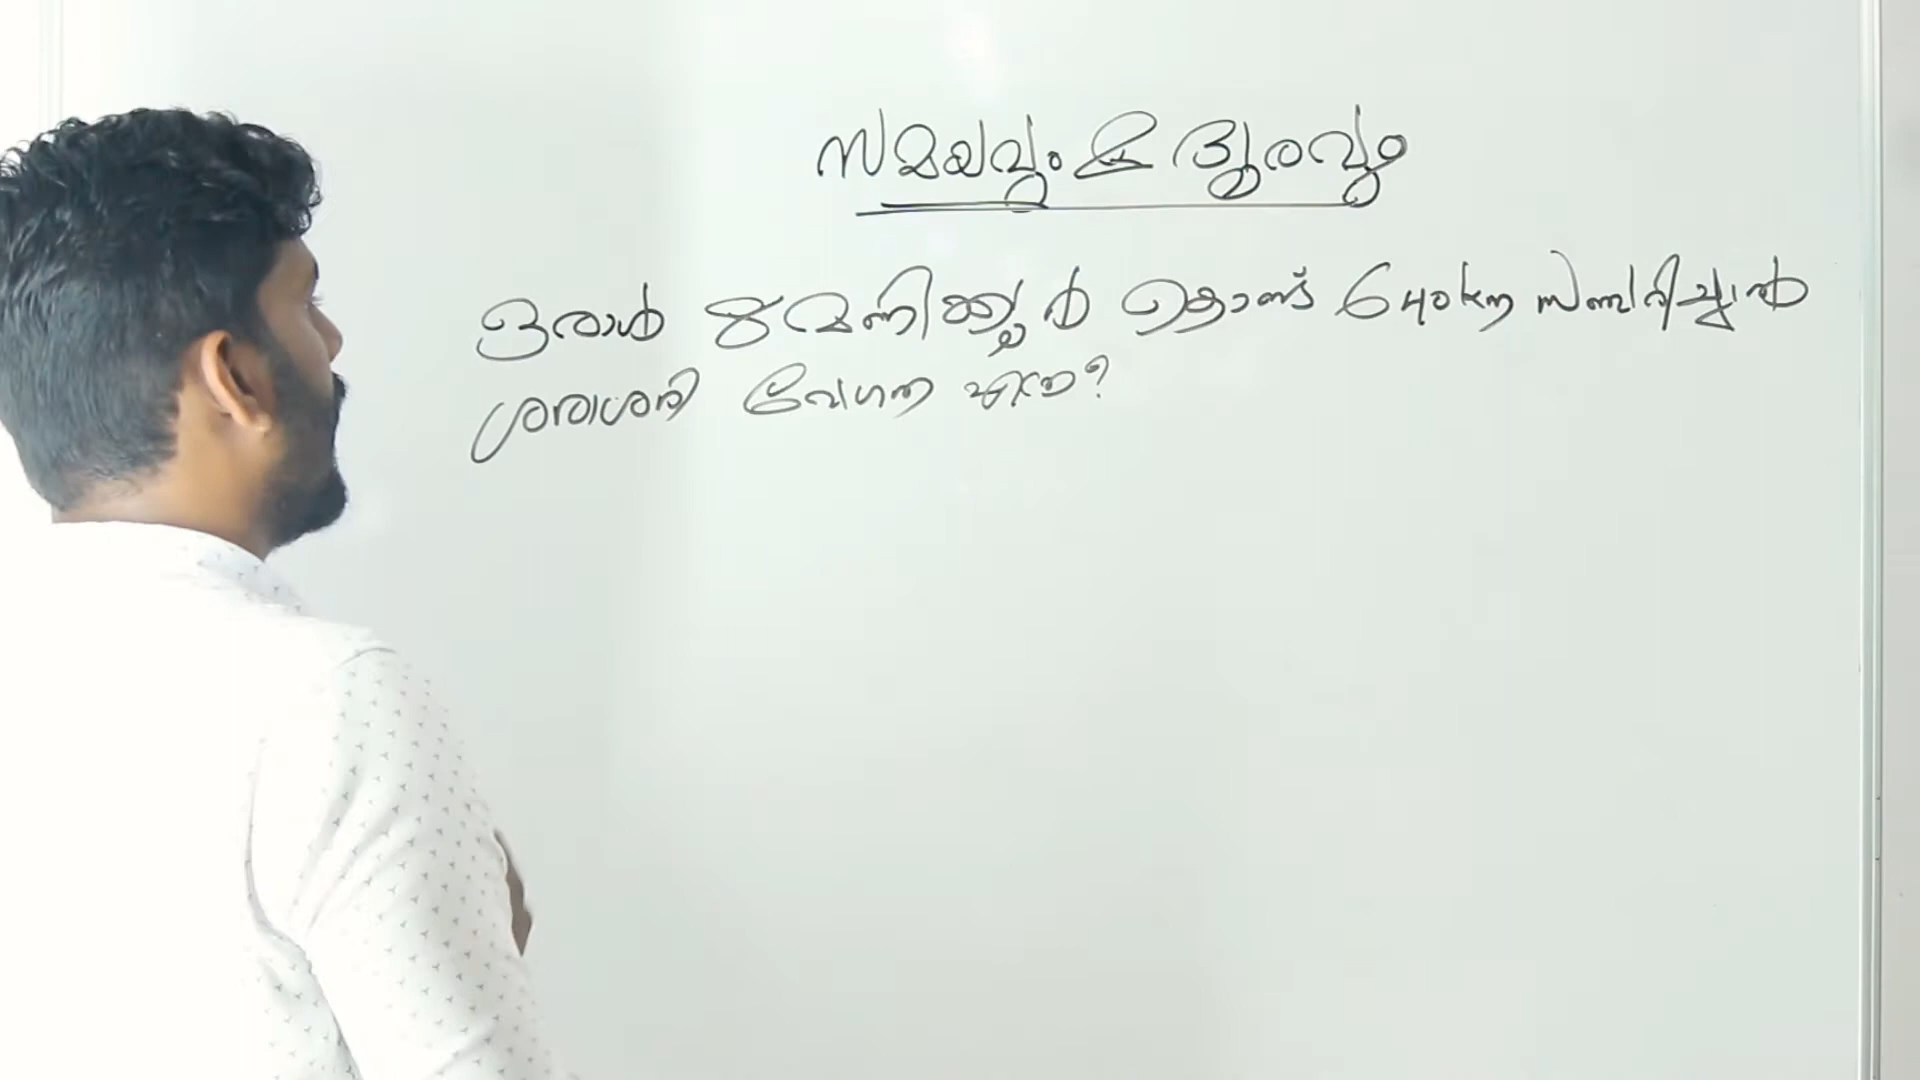 സമയവും & ദൂരവും
ഒരാൾ 8 മണിക്കൂർ കൊണ്ട് 640km സഞ്ചരിച്ചാൽ
ശരാശരി വേഗത എത്ര?